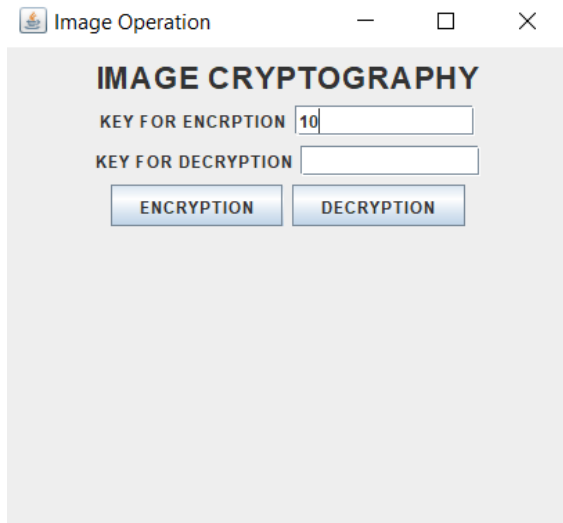 Image Operation
IMAGE CRYPTOGRAPHY
KEY FOR ENCRPTION 10
KEY FOR DECRYPTION
ENCRYPTION DECRYPTION